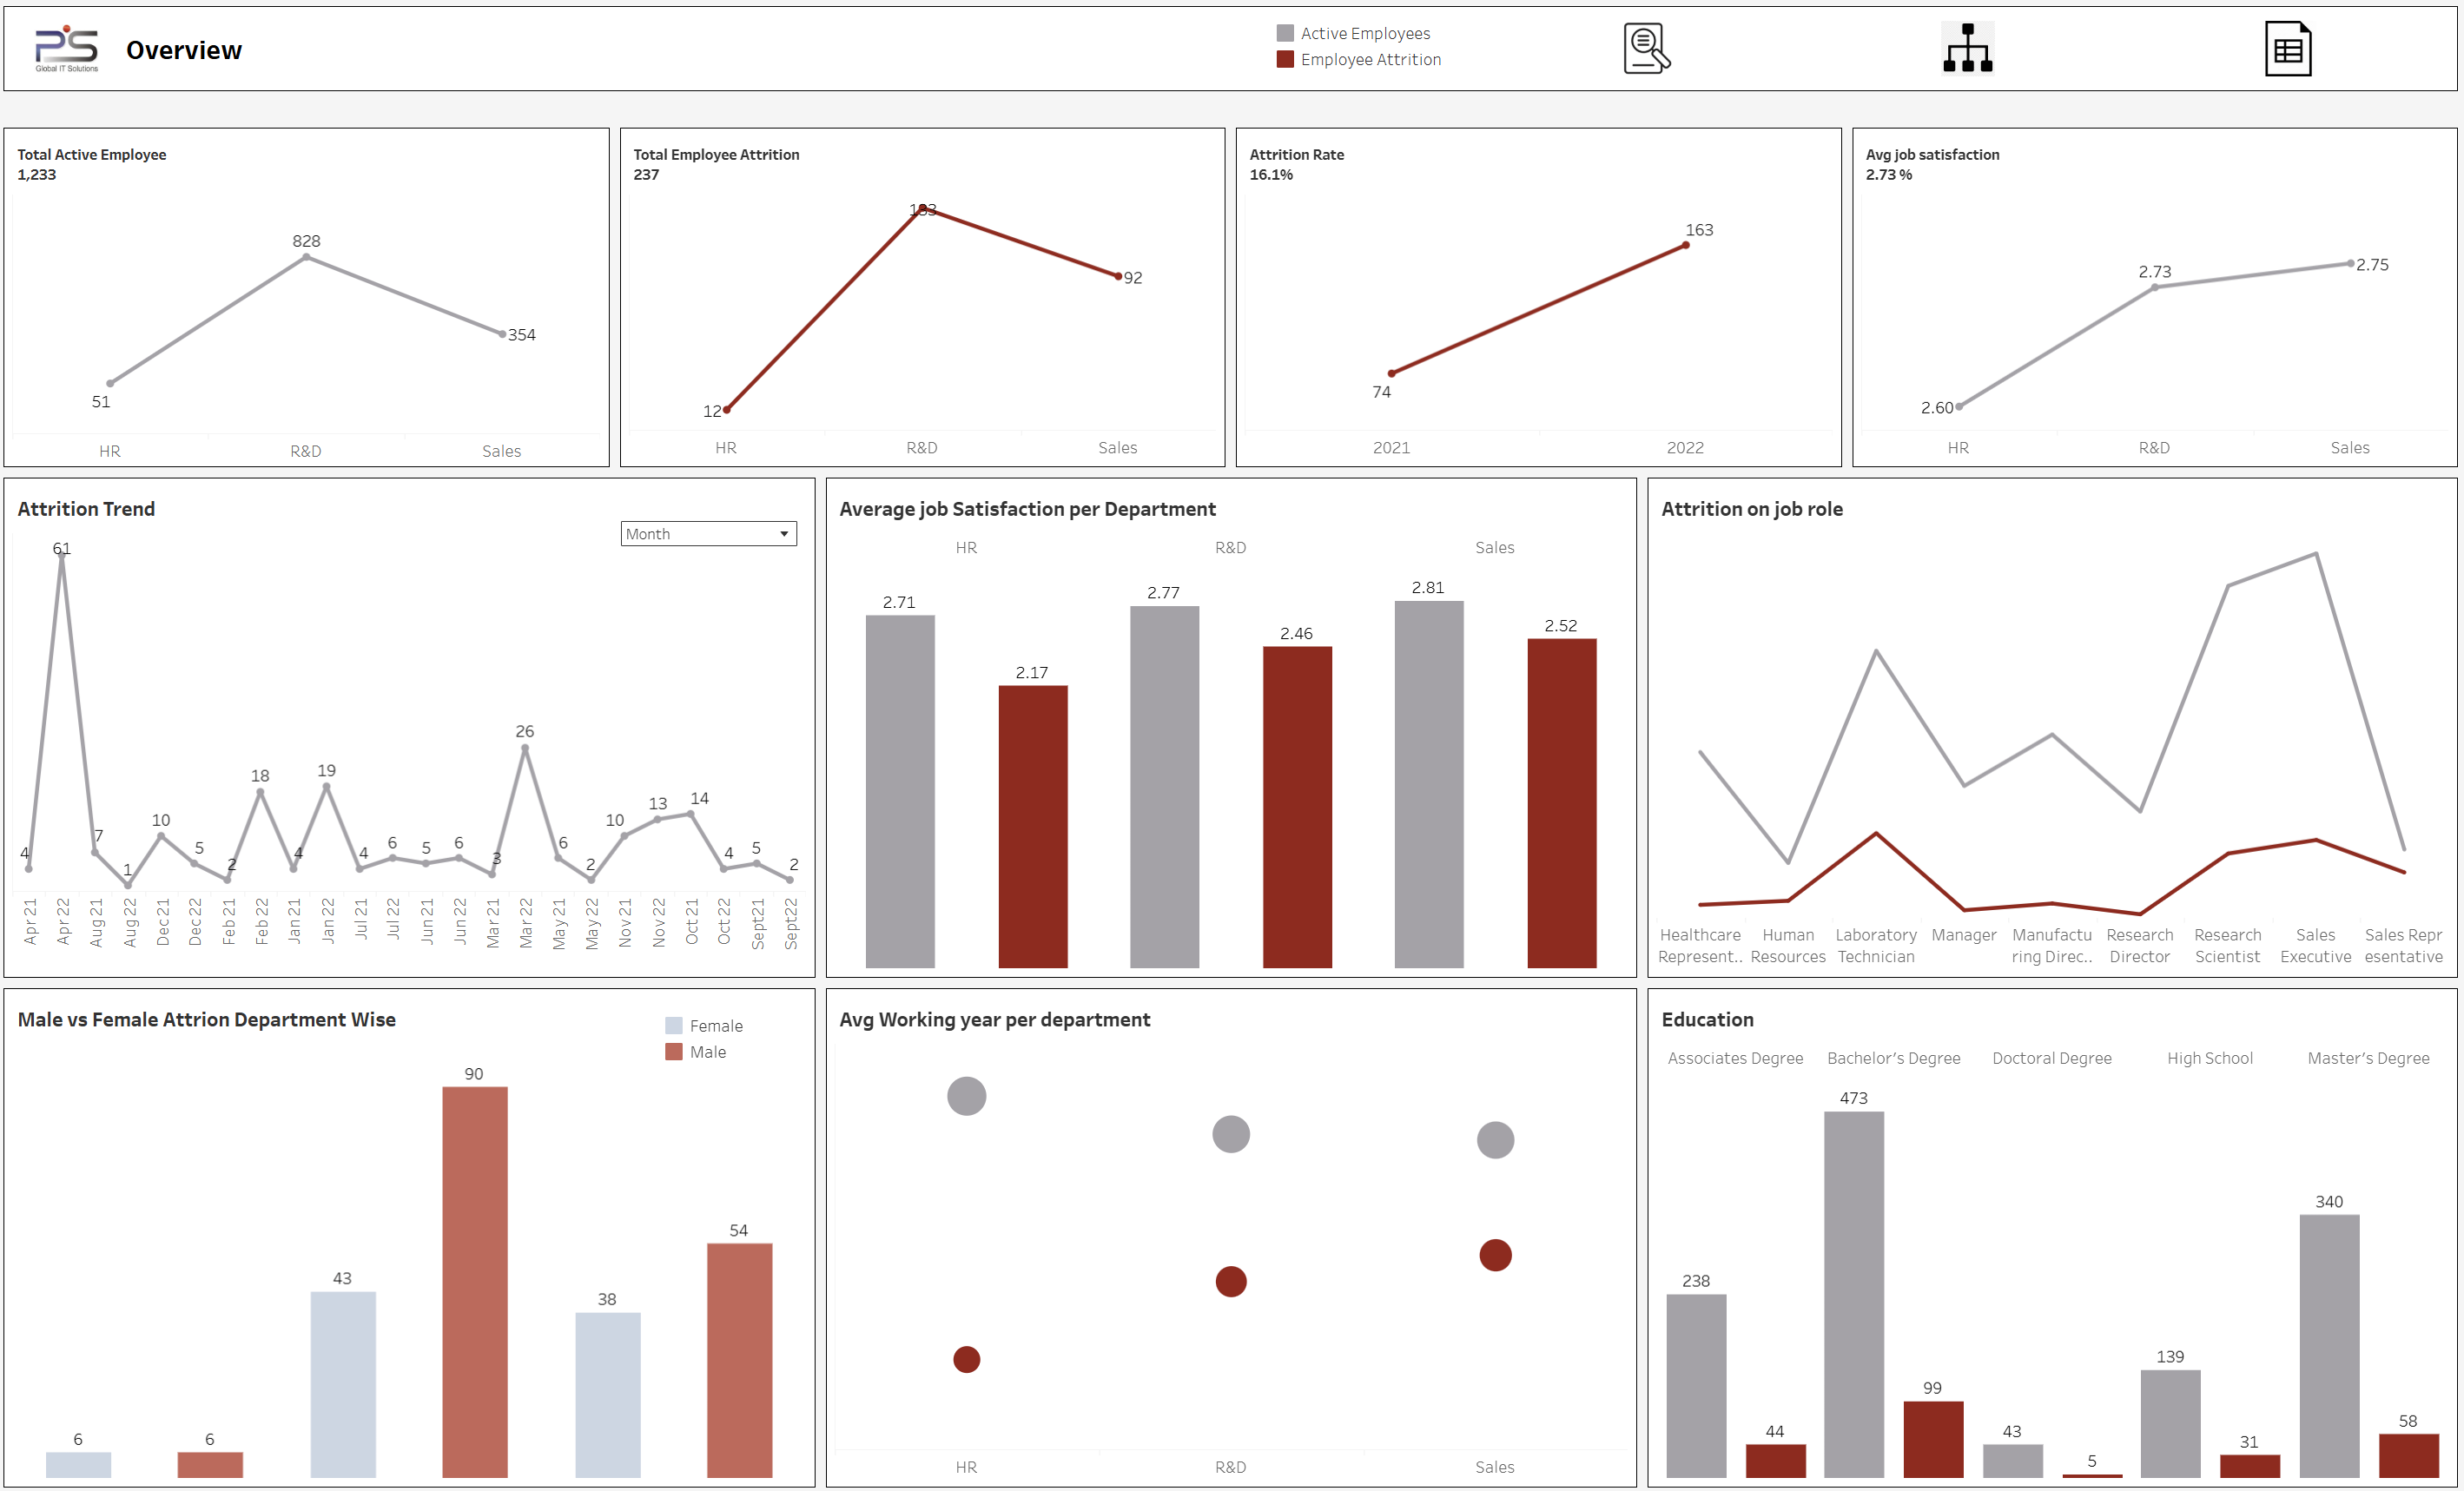 PS
Global IT Solutions
Overview
Active Employees
Employee Attrition
Total Active Employee
1,233
828
354
51
HR R&D Sales
Total Employee Attrition
237
133
92
12
HR R&D Sales
Attrition Rate
16.1%
163
74
2021 2022
Avg job satisfaction
2.73 %
2.73
2.75
2.60
HR R&D Sales
Attrition Trend
Month
61
4 7 1 10 5 2 18 4 19 4 6 5 6 3 26 6 2 10 13 14 4 5 2
Apr 21 Apr 22 Aug 21 Aug 22 Dec 21 Dec 22 Feb 21 Feb 22 Jan 21 Jan 22 Jul 21 Jul 22 Jun 21 Jun 22 Mar 21 Mar 22 May 21 May 22 Nov 21 Nov 22 Oct 21 Oct 22 Sept21 Sept22
Average job Satisfaction per Department
HR R&D Sales
2.71 2.17 2.77 2.46 2.81 2.52
Attrition on job role
Healthcare Human Laboratory Manager Manufactu Research Research Sales Sales Repr
Represent.. Resources Technician ring Direc.. Director Scientist Executive esentative
Male vs Female Attrion Department Wise
Female
Male
6 6 43 90 38 54
Avg Working year per department
HR R&D Sales
Education
Associates Degree Bachelor’s Degree Doctoral Degree High School Master’s Degree
238 44 473 99 43 5 139 31 340 58